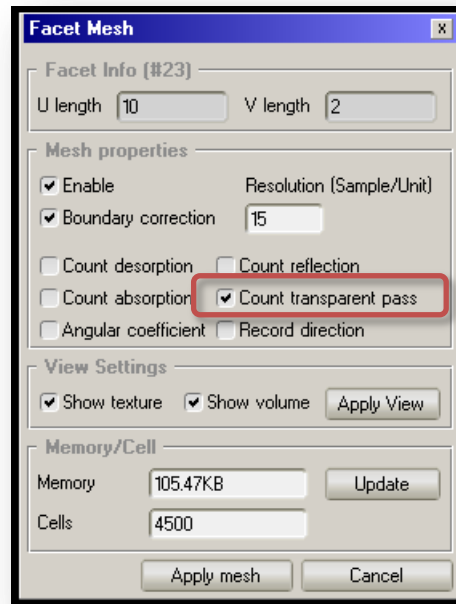 Facet Mesh x
Facet Info (#23)
U length 10 V length 2
Mesh properties
Enable Resolution (Sample/Unit)
Boundary correction 15
Count desorption Count reflection
Count absorption Count transparent pass
Angular coefficient Record direction
View Settings
Show texture Show volume Apply View
Memory/Cell
Memory 105.47KB Update
Cells 4500
Apply mesh Cancel